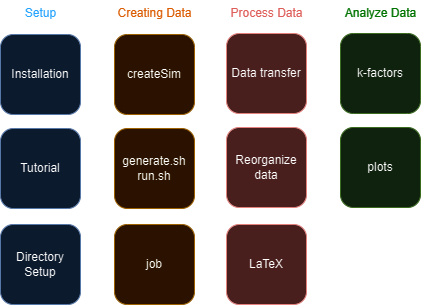 Setup
Creating Data
Process Data
Analyze Data
Installation
createSim
Data transfer
k-factors
Tutorial
generate.sh
run.sh
Reorganize
data
plots
Directory
Setup
job
LaTeX